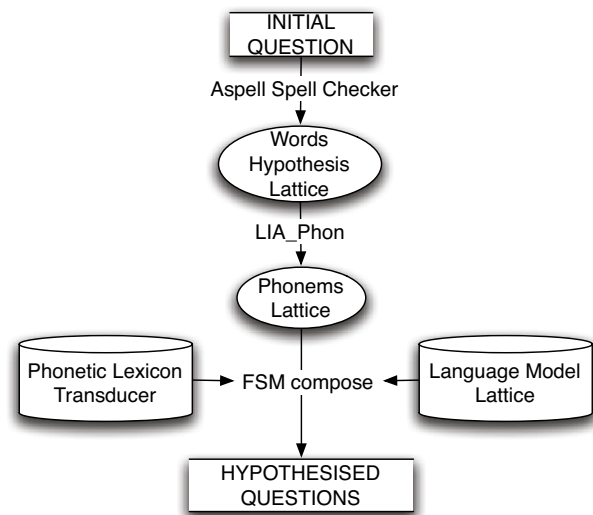 INITIAL
QUESTION
Aspell Spell Checker
Words
Hypothesis
Lattice
LIA_Phon
Phonems
Lattice
Phonetic Lexicon
Transducer
FSM compose
Language Model
Lattice
HYPOTHESISED
QUESTIONS